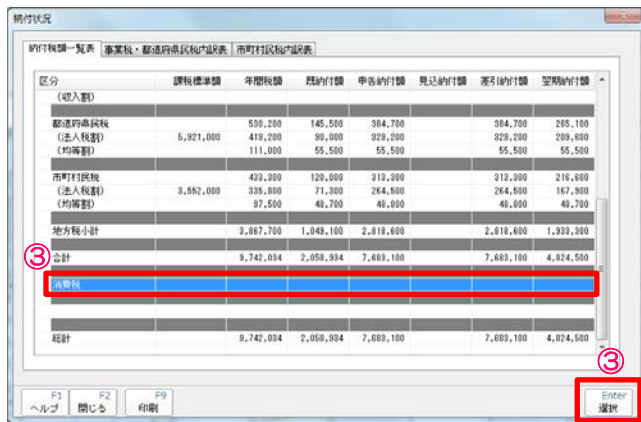 納付状況
納付税額一覧表 事業税・都道府県民税内訳表 市町村民税内訳表
区分 課税標準額 年間税額 既納付額 申告納付額 見込納付額 差引納付額 翌期納付額
(収入割)
都道府県民税 530,200 145,500 384,700 384,700 265,100
(法人税割) 5,921,000 419,200 90,000 329,200 329,200 209,600
(均等割) 111,000 55,500 55,500 55,500 55,500
市町村民税 433,300 120,000 313,300 313,300 216,600
(法人税割) 3,552,000 335,800 71,300 264,500 264,500 167,900
(均等割) 97,500 48,700 48,800 48,800 48,700
地方税小計 3,867,700 1,049,100 2,818,600 2,818,600 1,933,300
③
合計 9,742,034 2,058,934 7,683,100 7,683,100 4,824,500
消費税
総計 9,742,034 2,058,934 7,683,100 7,683,100 4,824,500
③
F1 F2 F9 Enter
ヘルプ 閉じる 印刷 選択